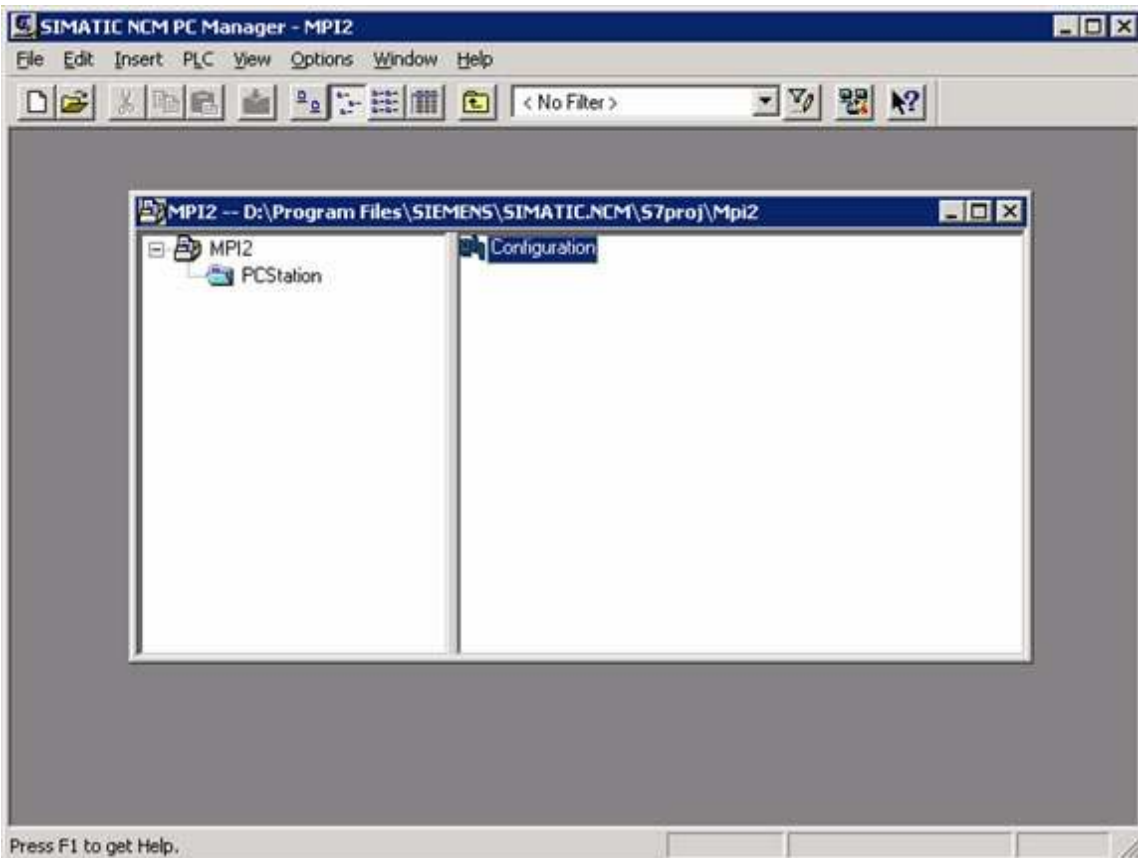 SIMATIC NCM PC Manager - MPI2
File Edit Insert PLC View Options Window Help
< No Filter >
MPI2 -- D:\Program Files\SIEMENS\SIMATIC.NCM\S7proj\Mpi2
MPI2
Configuration
PCStation
Press F1 to get Help.